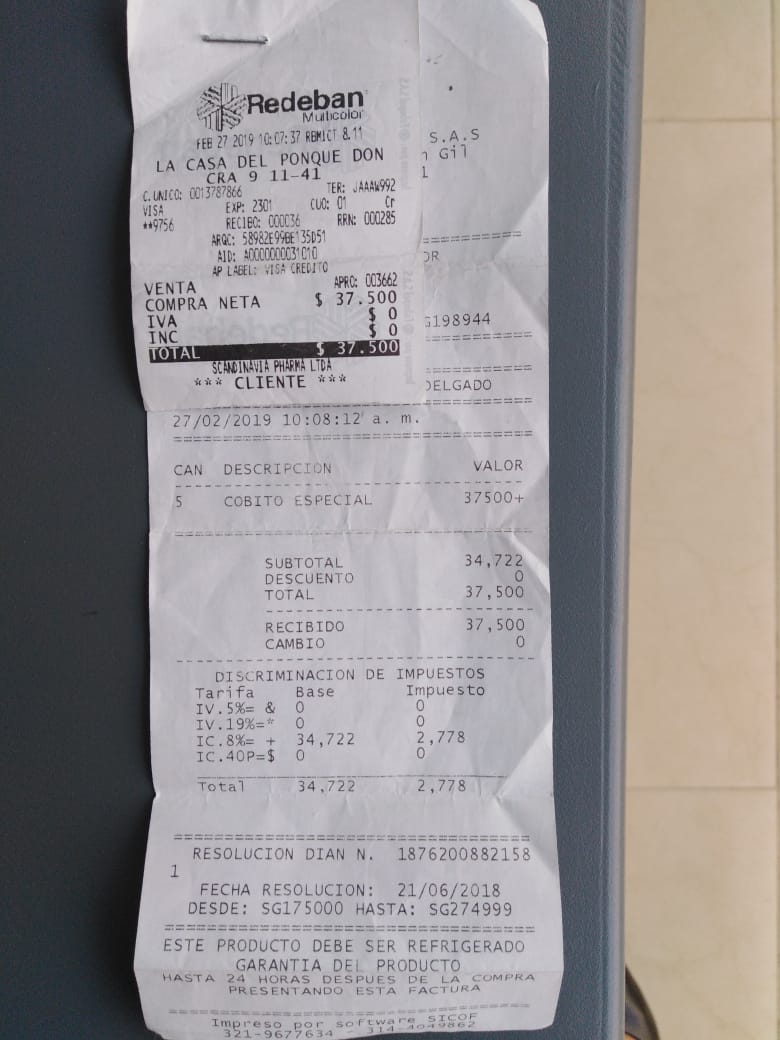 Redeban
Multicolor
FEB 27 2019 10:07:37 RBMICT 8.11
LA CASA DEL PONQUE DON
CRA 9 11-41
C.UNICO: 0013787866 TER: JAAAW992
VISA EXP: 2301 CUO: 01 Cr
**9756 RECIBO: 000036 RRN: 000285
ARQC: 58982E99BE135D51
AID: A0000000031010
AP LABEL: VISA CREDITO
VENTA APRO: 003662
COMPRA NETA $ 37.500
IVA $ 0
INC $ 0
TOTAL $ 37.500
SCANDINAVIA PHARMA LTDA
*** CLIENTE ***
S.A.S
Gil
1
198944
DELGADO
27/02/2019 10:08:12 a. m.
CAN DESCRIPCION VALOR
5 COBITO ESPECIAL 37500+
SUBTOTAL 34,722
DESCUENTO 0
TOTAL 37,500
RECIBIDO 37,500
CAMBIO 0
DISCRIMINACION DE IMPUESTOS
Tarifa Base Impuesto
IV.5%= & 0 0
IV.19%=* 0 0
IC.8%= + 34,722 2,778
IC.4OP=$ 0 0
Total 34,722 2,778
RESOLUCION DIAN N. 1876200882158
1
FECHA RESOLUCION: 21/06/2018
DESDE: SG175000 HASTA: SG274999
ESTE PRODUCTO DEBE SER REFRIGERADO
GARANTIA DEL PRODUCTO
HASTA 24 HORAS DESPUES DE LA COMPRA
PRESENTANDO ESTA FACTURA
Impreso por software SICOF
321-9677634 - 314-4049862